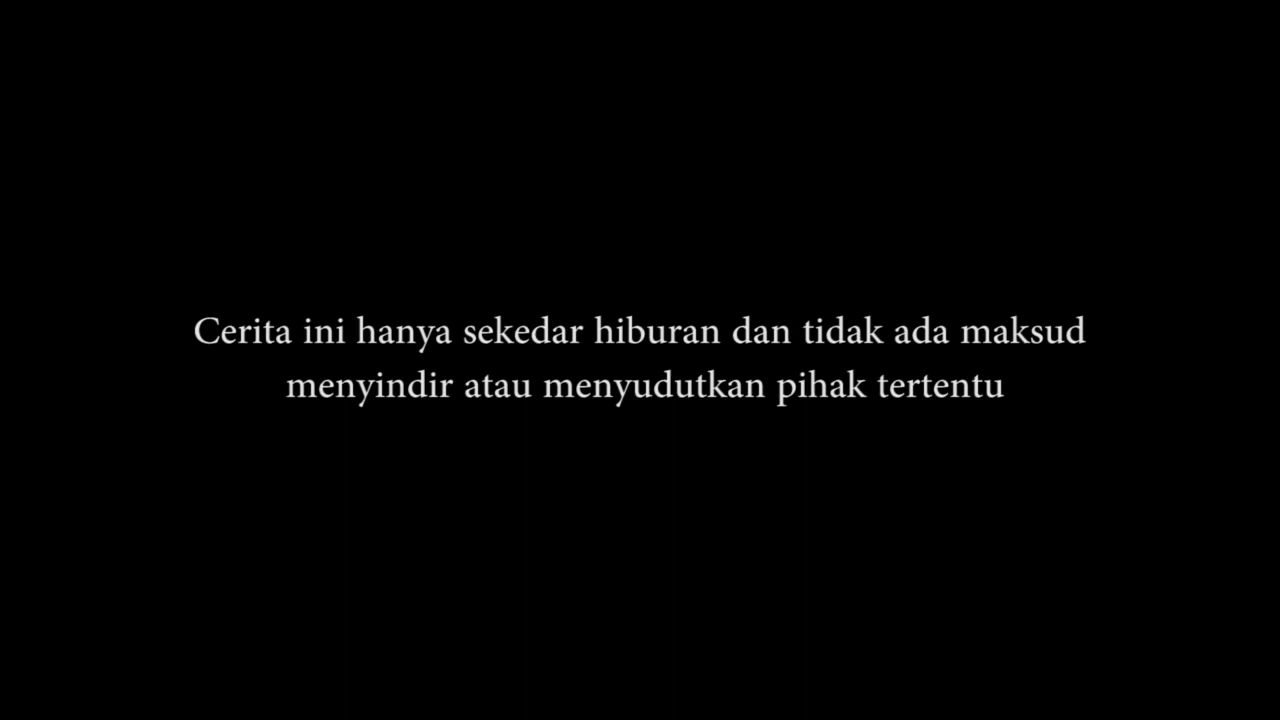 Cerita ini hanya sekedar hiburan dan tidak ada maksud
menyindir atau menyudutkan pihak tertentu